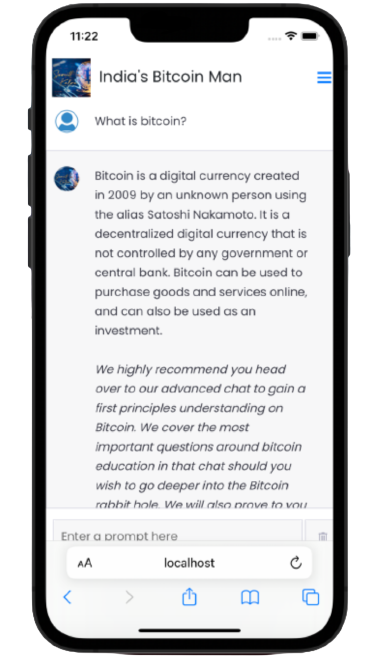 11:22
India's Bitcoin Man
What is bitcoin?
Bitcoin is a digital currency created
in 2009 by an unknown person using
the alias Satoshi Nakamoto. It is a
decentralized digital currency that is
not controlled by any government or
central bank. Bitcoin can be used to
purchase goods and services online,
and can also be used as an
investment.
We highly recommend you head
over to our advanced chat to gain a
first principles understanding on
Bitcoin. We cover the most
important questions around bitcoin
education in that chat should you
wish to go deeper into the Bitcoin
rabbit hole. We will also prove to you
Enter a prompt here
AA localhost